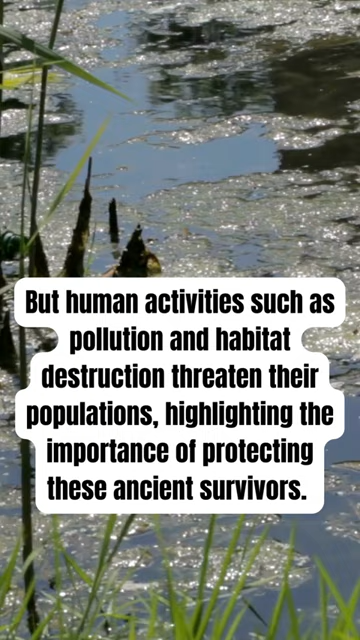 But human activities such as
pollution and habitat
destruction threaten their
populations, highlighting the
importance of protecting
these ancient survivors.